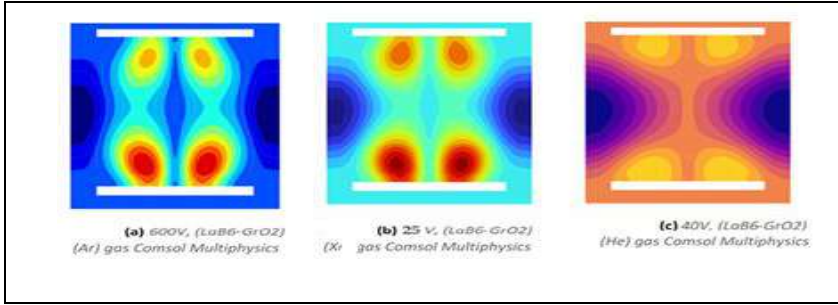 (a) 600V, (LaB6-GrO2)
(Ar) gas Comsol Multiphysics
(b) 25 V, (LaB6-GrO2)
gas Comsol Multiphysics
(c) 40V, (LaB6-GrO2)
(He) gas Comsol Multiphysics